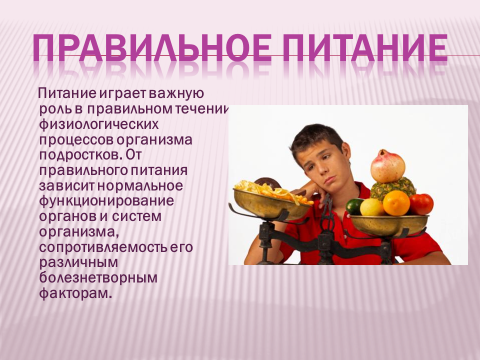 ПРАВИЛЬНОЕ ПИТАНИЕ
Питание играет важную
роль в правильном течении
физиологических
процессов организма
подростков. От
правильного питания
зависит нормальное
функционирование
органов и систем
организма,
сопротивляемость его
различным
болезнетворным
факторам.